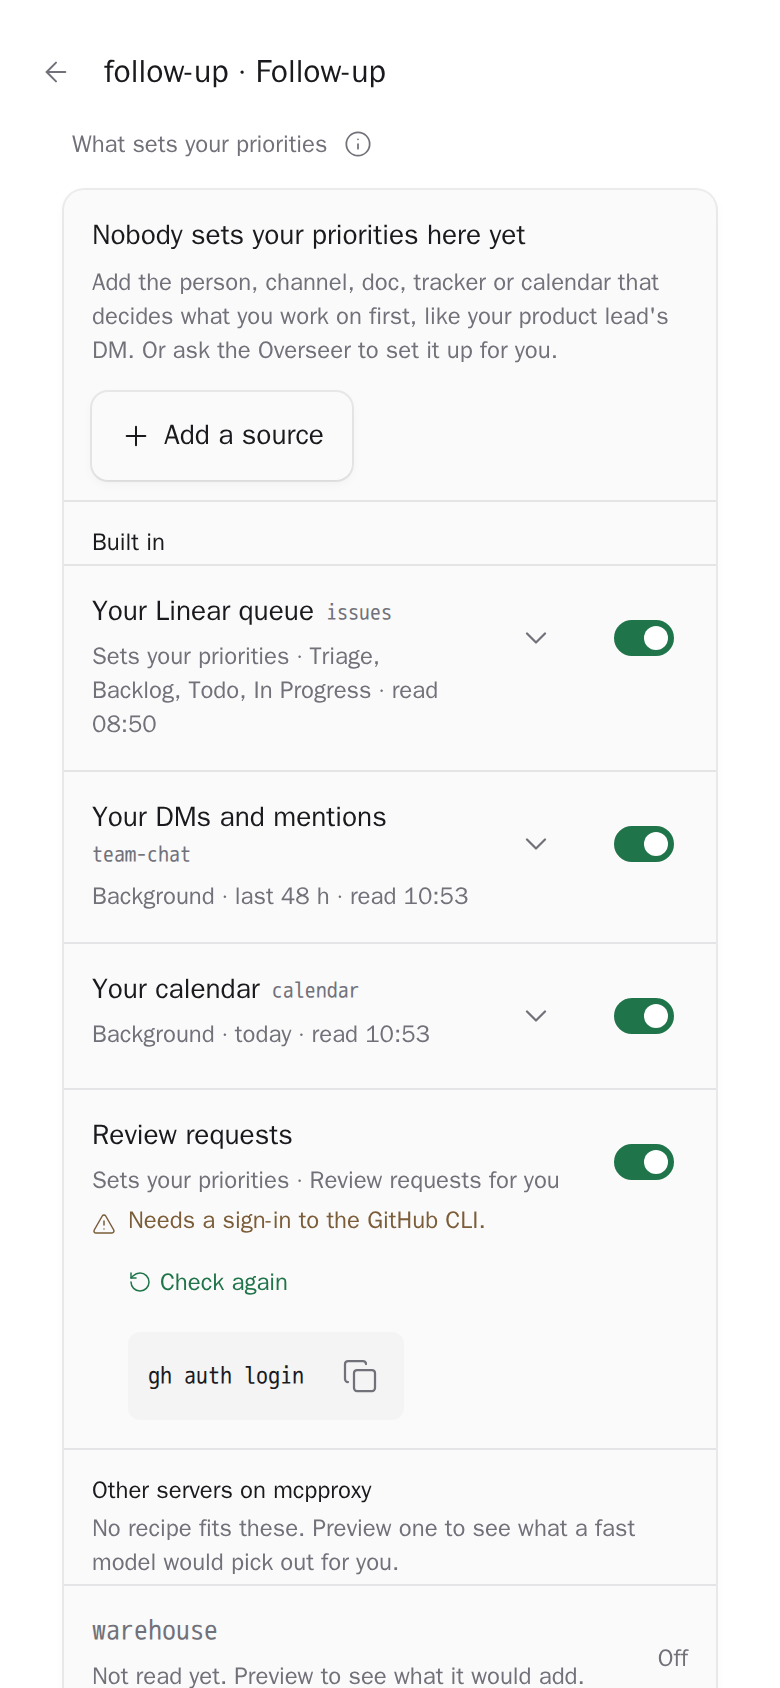 follow-up · Follow-up
What sets your priorities
Nobody sets your priorities here yet
Add the person, channel, doc, tracker or calendar that
decides what you work on first, like your product lead's
DM. Or ask the Overseer to set it up for you.
Add a source
Built in
Your Linear queue issues
Sets your priorities · Triage,
Backlog, Todo, In Progress · read
08:50
Your DMs and mentions
team-chat
Background · last 48 h · read 10:53
Your calendar calendar
Background · today · read 10:53
Review requests
Sets your priorities · Review requests for you
Needs a sign-in to the GitHub CLI.
Check again
gh auth login
Other servers on mcpproxy
No recipe fits these. Preview one to see what a fast
model would pick out for you.
warehouse
Off
Not read yet. Preview to see what it would add.